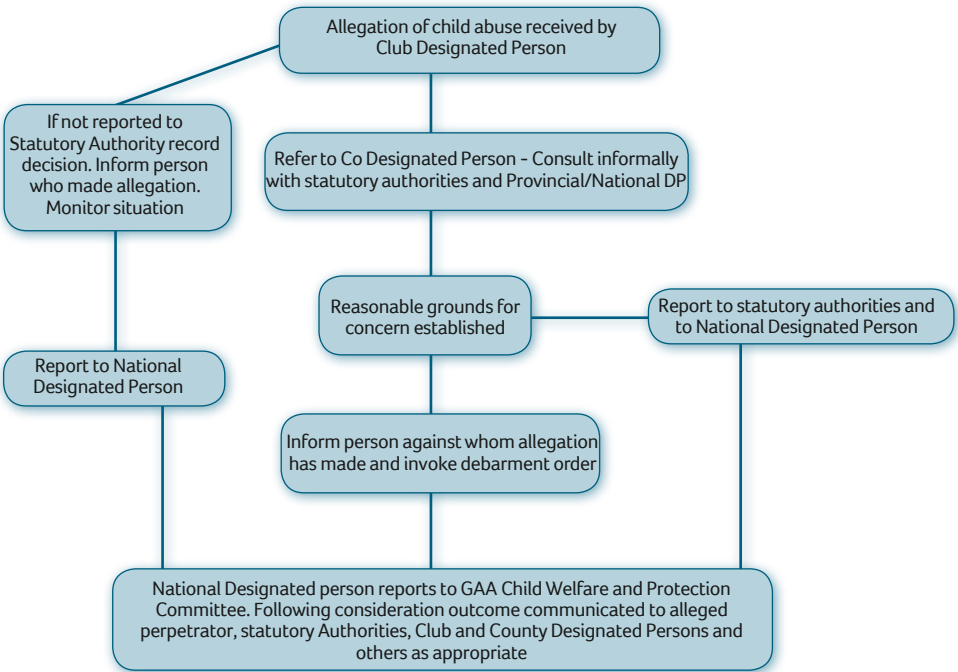 Allegation of child abuse received by
Club Designated Person
If not reported to
Statutory Authority record
decision. Inform person
who made allegation.
Monitor situation
Refer to Co Designated Person - Consult informally
with statutory authorities and Provincial/National DP
Reasonable grounds for
concern established
Report to statutory authorities and
to National Designated Person
Report to National
Designated Person
Inform person against whom allegation
has made and invoke debarment order
National Designated person reports to GAA Child Welfare and Protection
Committee. Following consideration outcome communicated to alleged
perpetrator, statutory Authorities, Club and County Designated Persons and
others as appropriate